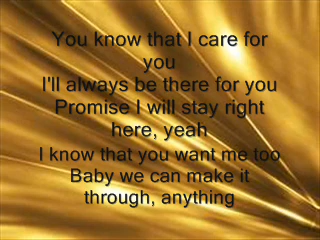 You know that I care for
you
I'll always be there for you
Promise I will stay right
here, yeah
I know that you want me too
Baby we can make it
through, anything